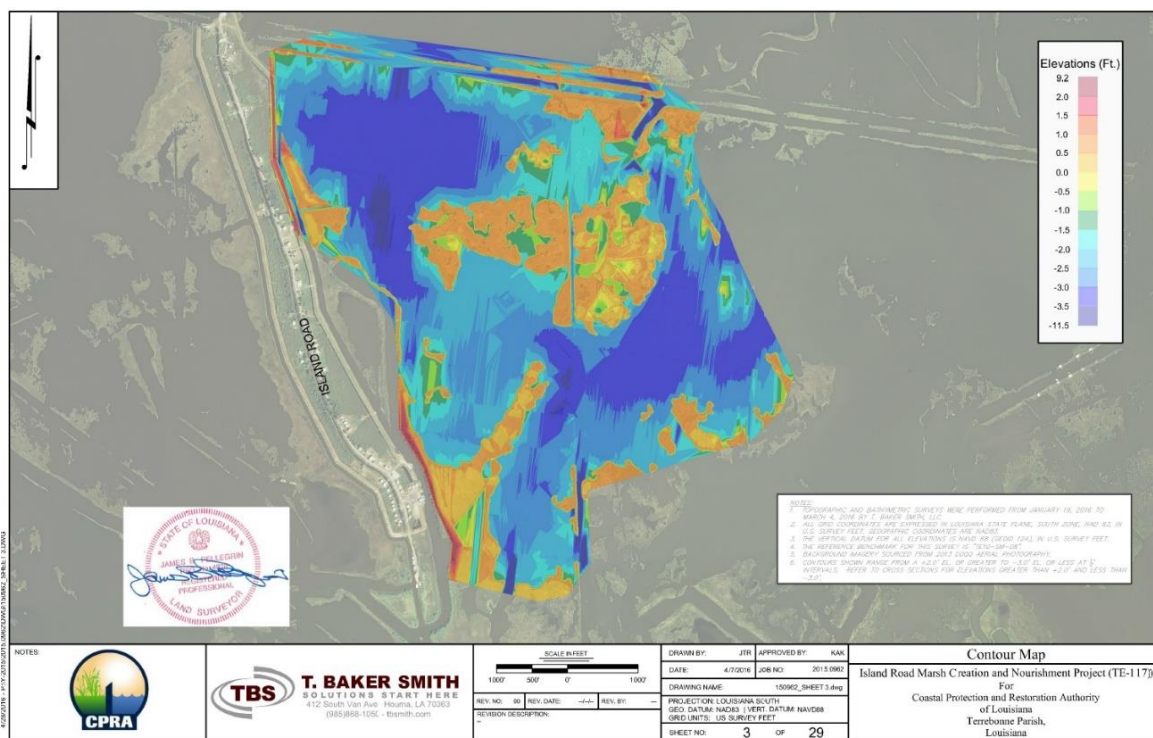 Elevations (Ft.)
9.2
2.0
1.5
1.0
0.5
0.0
-0.5
-1.0
-1.5
-2.0
-2.5
-3.0
-3.5
-11.5
ISLAND ROAD
STATE OF LOUISIANA
JAMES B. PELLEGRIN
REGISTERED
PROFESSIONAL
LAND SURVEYOR
NOTES:
1. TOPOGRAPHIC AND BATHYMETRIC SURVEYS WERE PERFORMED FROM JANUARY 19, 2016 TO
MARCH 4, 2016 BY T. BAKER SMITH, LLC.
2. ALL GRID COORDINATES ARE EXPRESSED IN LOUISIANA STATE PLANE, SOUTH ZONE, NAD 83, IN
U.S. SURVEY FEET. GEOGRAPHIC COORDINATES ARE NAD83.
3. THE VERTICAL DATUM FOR ALL ELEVATIONS IS NAVD 88 (GEOID 12A), IN U.S. SURVEY FEET.
4. THE REFERENCE BENCHMARK FOR THIS SURVEY IS
5. BACKGROUND IMAGERY SOURCED FROM AERIAL PHOTOGRAPHY.
6. CONTOURS SHOWN RANGE FROM A +2.0' EL. OR GREATER TO -3.0' EL. OR LESS AT
INTERVALS. REFER TO CROSS SECTIONS FOR ELEVATIONS GREATER THAN +2.0' AND LESS THAN
-3.0'.
NOTES:
CPRA
TBS
T. BAKER SMITH
SOLUTIONS START HERE
412 South Van Ave Houma, LA 70363
- tbsmith.com
SCALE IN FEET
1000' 500' 0' 1000'
REV. NO: 00 REV. DATE: --/--/-- REV. BY: --
REVISION DESCRIPTION:
--
DRAWN BY: JTR APPROVED BY: KAK
DATE: 4/7/2016 JOB NO: 2015.0962
DRAWING NAME: 150962_SHEET 3.dwg
PROJECTION: LOUISIANA SOUTH
GEO. DATUM: NAD83 | VERT. DATUM: NAVD88
GRID UNITS: US SURVEY FEET
SHEET NO: 3 OF 29
Contour Map
Island Road Marsh Creation and Nourishment Project (TE-117)
For
Coastal Protection and Restoration Authority
of Louisiana
Terrebonne Parish,
Louisiana